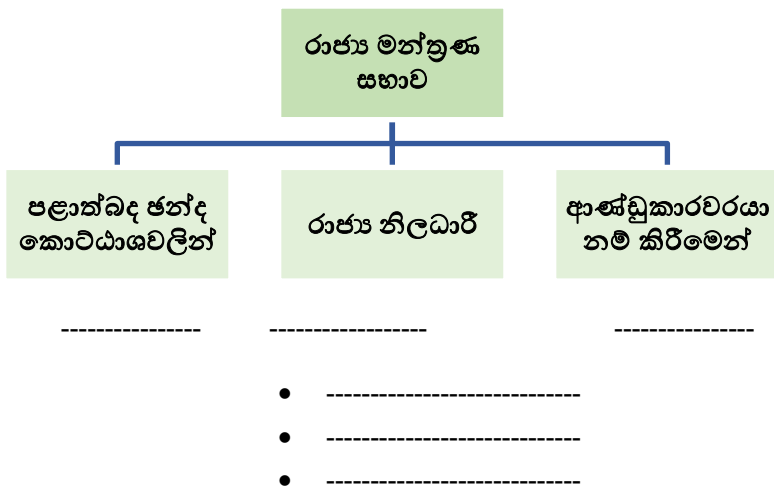 රාජ්‍ය මන්ත්‍රණ
සභාව
පළාත්බද ඡන්ද
කොට්ඨාශවලින්
රාජ්‍ය නිලධාරී
ආණ්ඩුකාරවරයා
නම් කිරීමෙන්
----------------
------------------
----------------
● -----------------------------
● -----------------------------
● -----------------------------